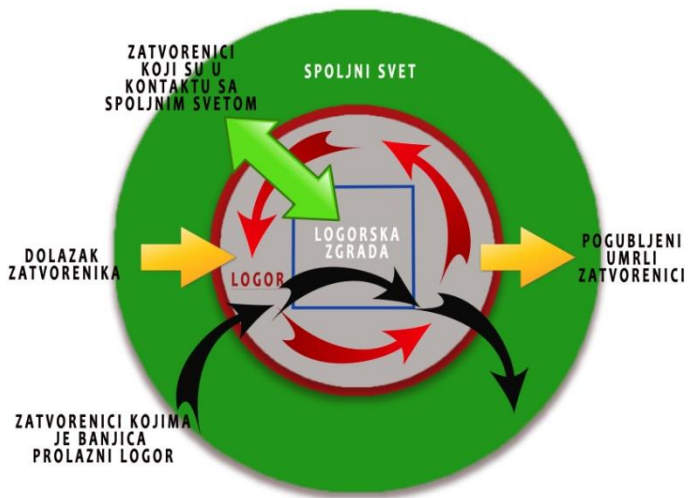 ZATVORENICI
KOJI SU U
KONTAKTU SA
SPOLJNIM SVETOM
SPOLJNI SVET
LOGORSKA
ZGRADA
DOLAZAK
ZATVORENIKA
LOGOR
POGUBLJENI
UMRLI
ZATVORENICI
ZATVORENICI KOJIMA
JE BANJICA
PROLAZNI LOGOR